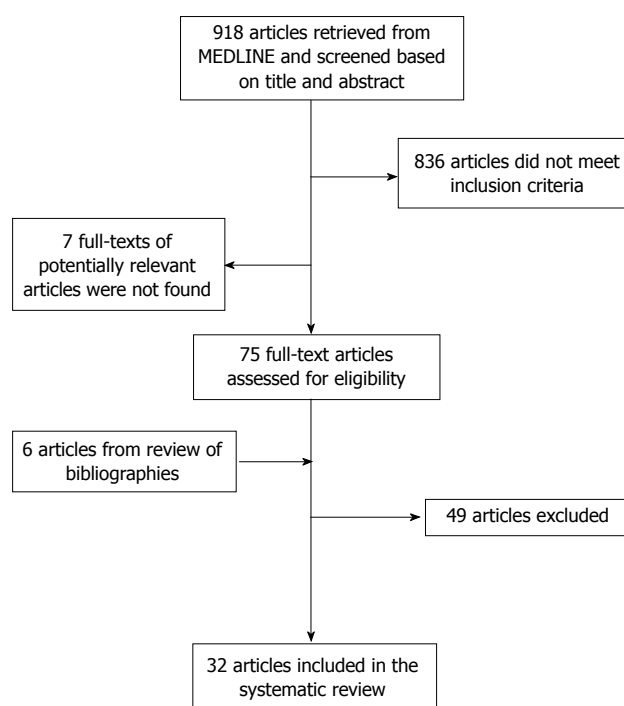 918 articles retrieved from
MEDLINE and screened based
on title and abstract
836 articles did not meet
inclusion criteria
7 full-texts of
potentially relevant
articles were not found
75 full-text articles
assessed for eligibility
6 articles from review of
bibliographies
49 articles excluded
32 articles included in the
systematic review